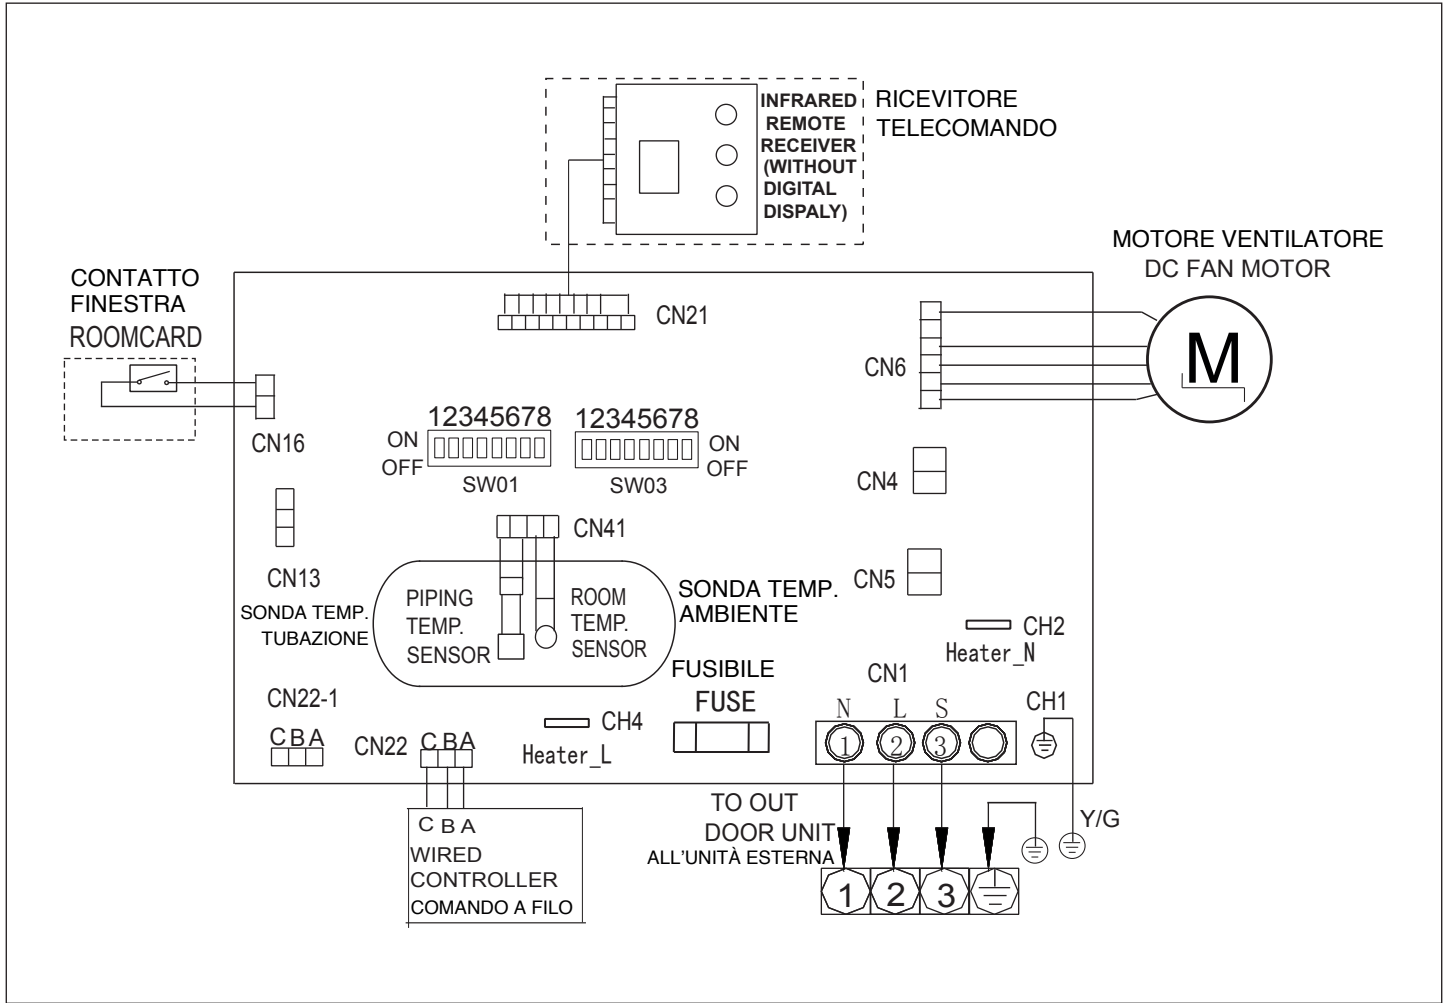 INFRARED
REMOTE
RECEIVER
(WITHOUT
DIGITAL
DISPALY)
RICEVITORE
TELECOMANDO
MOTORE VENTILATORE
DC FAN MOTOR
M
CONTATTO
FINESTRA
ROOMCARD
CN21
CN6
CN16
12345678
ON
OFF
SW01
12345678
ON
OFF
SW03
CN4
CN41
CN13
CN5
SONDA TEMP.
TUBAZIONE
PIPING
TEMP.
SENSOR
ROOM
TEMP.
SENSOR
SONDA TEMP.
AMBIENTE
CH2
Heater_N
FUSIBILE
FUSE
CN1
N L S
1 2 3
CH1
CN22-1
C B A
CN22
C B A
CH4
Heater_L
C B A
WIRED
CONTROLLER
COMANDO A FILO
TO OUT
DOOR UNIT
ALL'UNITÀ ESTERNA
Y/G
1 2 3